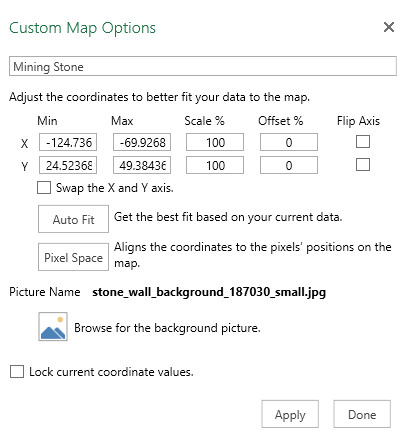 Custom Map Options
Mining Stone
Adjust the coordinates to better fit your data to the map.
Min Max Scale % Offset % Flip Axis
X -124.736 -69.9268 100 0
Y 24.52368 49.38436 100 0
Swap the X and Y axis.
Auto Fit Get the best fit based on your current data.
Pixel Space Aligns the coordinates to the pixels' positions on the
map.
Picture Name stone_wall_background_187030_small.jpg
Browse for the background picture.
Lock current coordinate values.
Apply Done